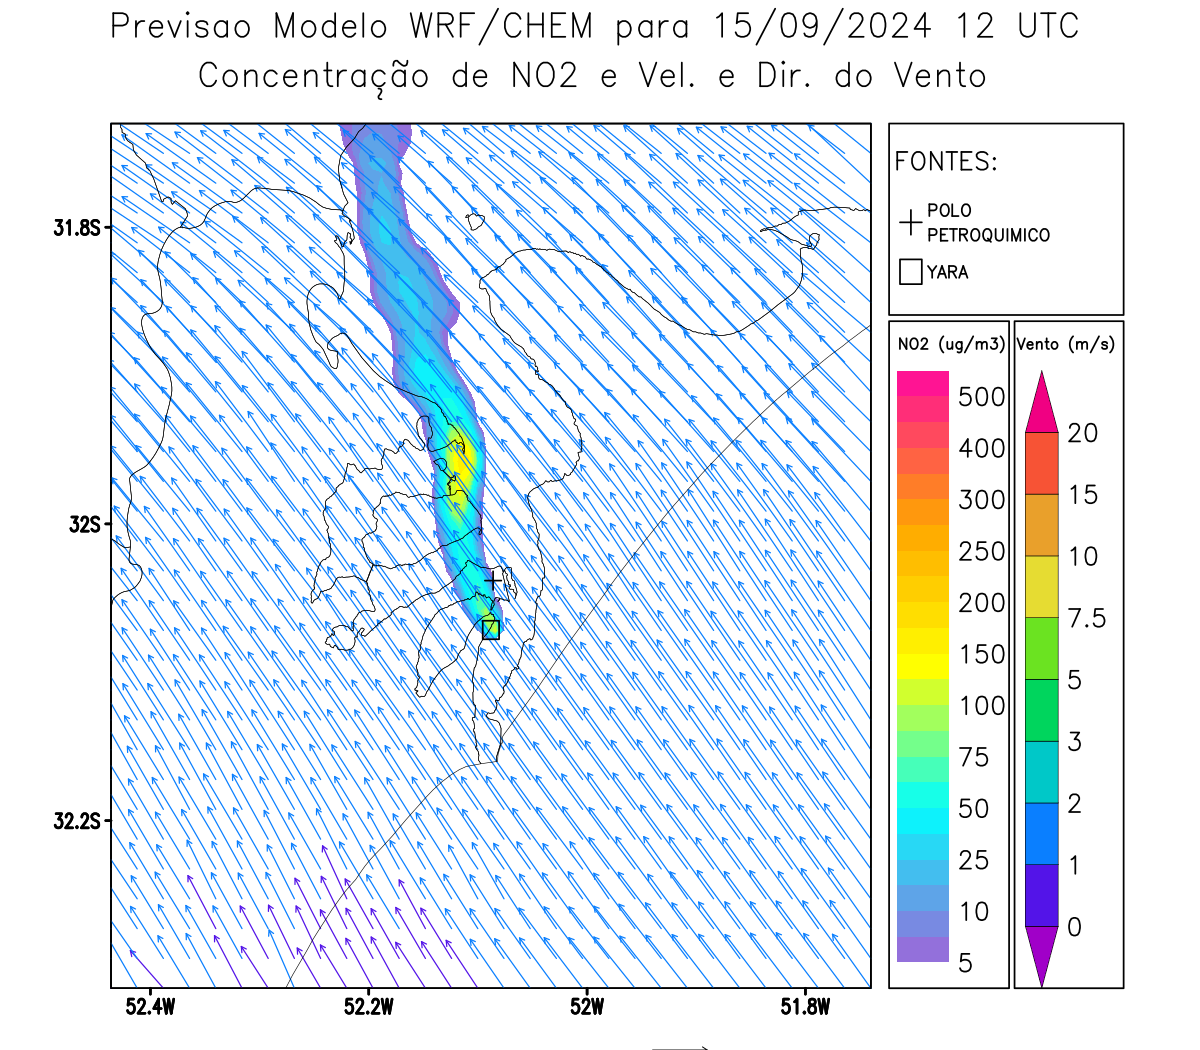 Previsao Modelo WRF/CHEM para 15/09/2024 12 UTC
Concentração de NO2 e Vel. e Dir. do Vento
FONTES:
POLO
PETROQUIMICO
YARA
NO2 (ug/m3)
500
400
300
250
200
150
100
75
50
25
10
5
Vento (m/s)
20
15
10
7.5
5
3
2
1
0
31.8S
32S
32.2S
52.4W
52.2W
52W
51.8W